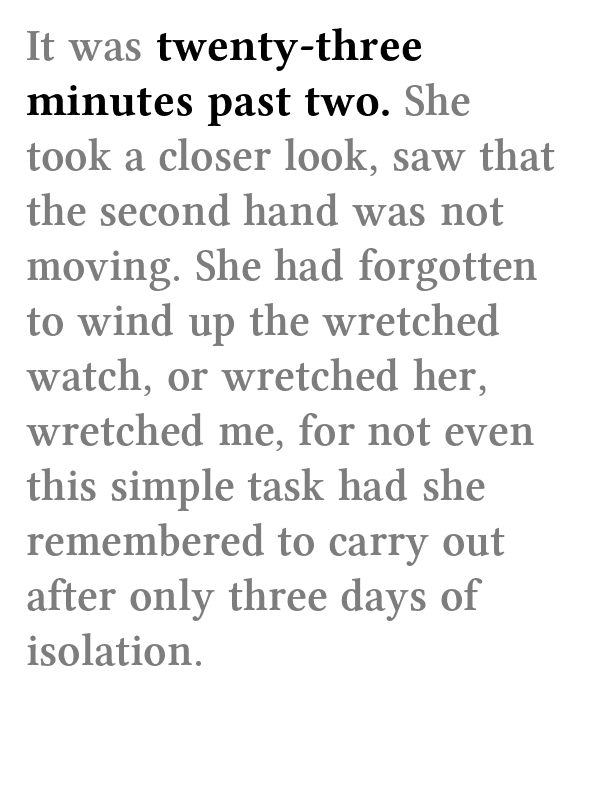 It was twenty-three
minutes past two. She
took a closer look, saw that
the second hand was not
moving. She had forgotten
to wind up the wretched
watch, or wretched her,
wretched me, for not even
this simple task had she
remembered to carry out
after only three days of
isolation.